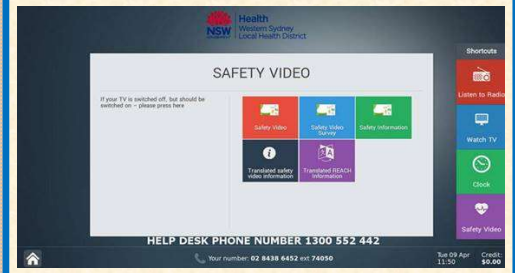 Health
NSW
Western Sydney
Local Health District
Shortcuts
SAFETY VIDEO
If your TV is switched off, but should be
switched on – please press here
Safety Video
Safety Video
Survey
Safety Information
Translated safety
video information
Translated REACH
Information
Listen to Radio
Watch TV
Clock
Safety Video
HELP DESK PHONE NUMBER 1300 552 442
Your number: 02 8438 6452 ext 74050
Tue 09 Apr
11:50
Credit:
$0.00